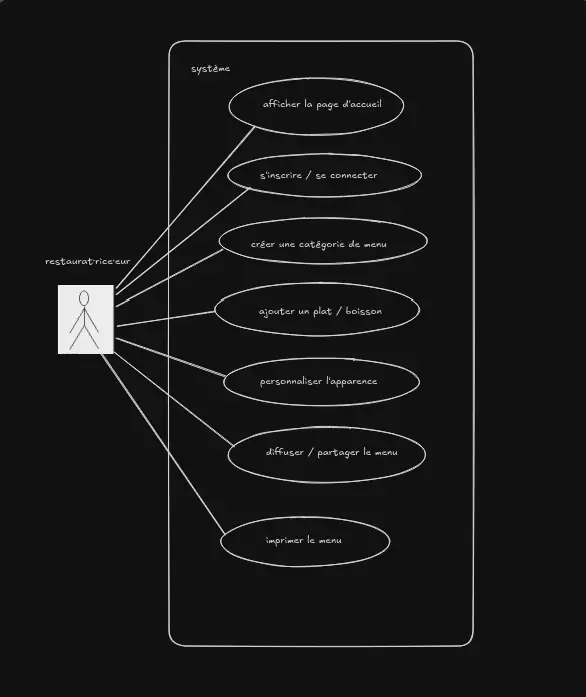 système
afficher la page d'accueil
s'inscrire / se connecter
créer une catégorie de menu
restaurat·rice·eur
ajouter un plat / boisson
personnaliser l'apparence
diffuser / partager le menu
imprimer le menu